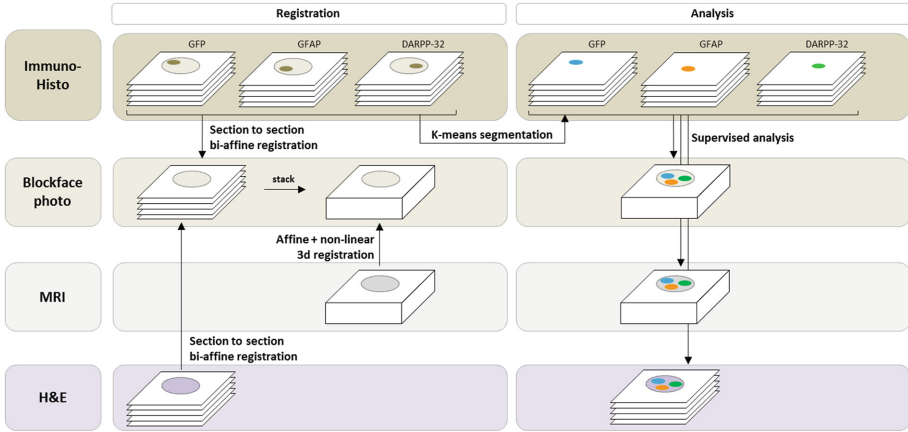 Registration
Analysis
Immuno-
Histo
GFP
GFAP
DARPP-32
GFP
GFAP
DARPP-32
Section to section
bi-affine registration
K-means segmentation
Supervised analysis
Blockface
photo
stack
Affine + non-linear
3d registration
MRI
Section to section
bi-affine registration
H&E